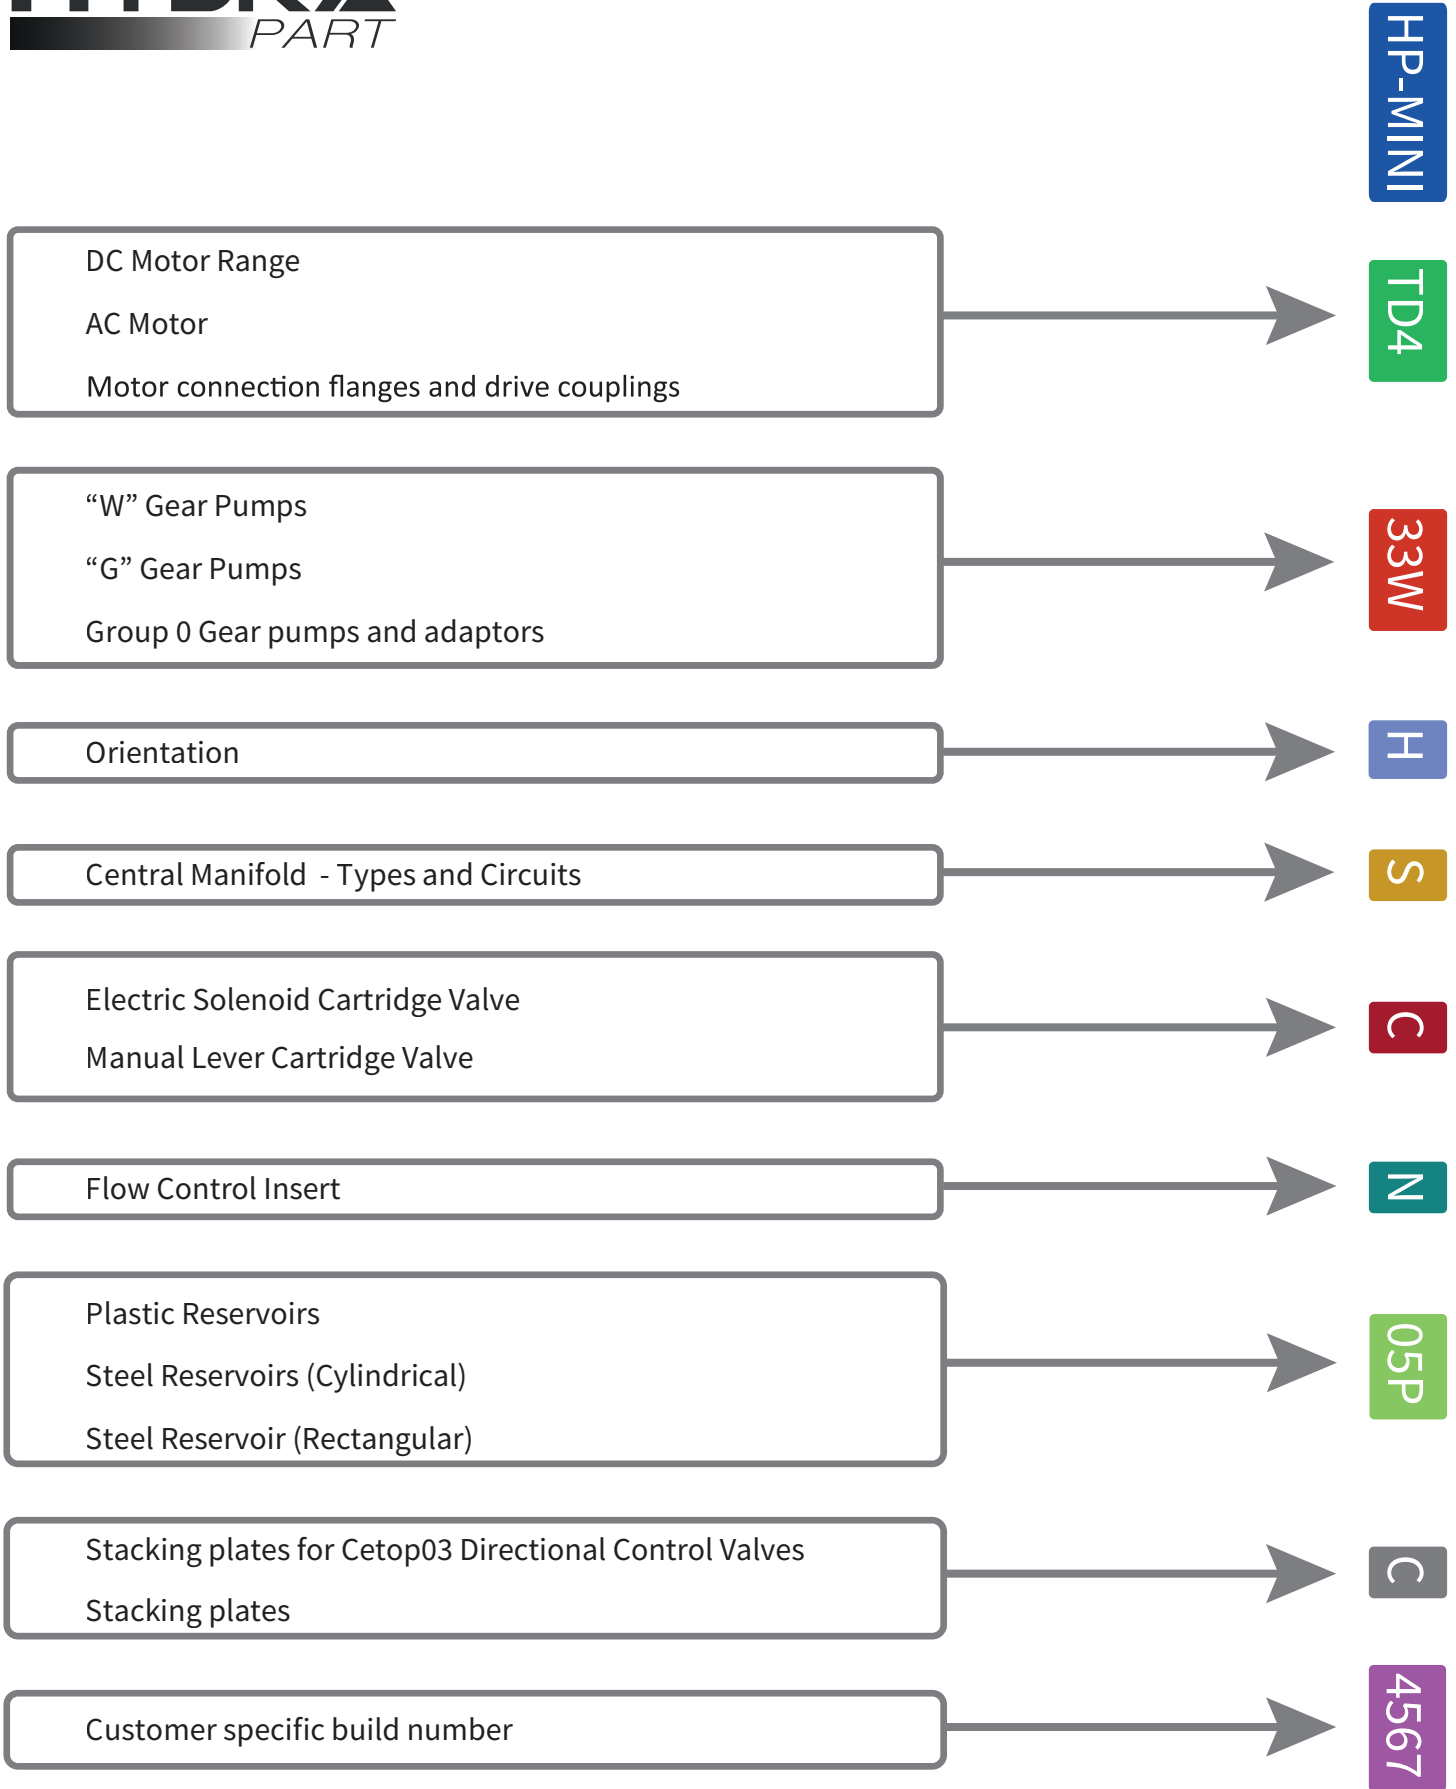 PART
HP-MINI
DC Motor Range
AC Motor
Motor connection flanges and drive couplings
TD4
“W” Gear Pumps
“G” Gear Pumps
Group 0 Gear pumps and adaptors
33W
Orientation
H
Central Manifold - Types and Circuits
S
Electric Solenoid Cartridge Valve
Manual Lever Cartridge Valve
C
Flow Control Insert
N
Plastic Reservoirs
Steel Reservoirs (Cylindrical)
Steel Reservoir (Rectangular)
05P
Stacking plates for Cetop03 Directional Control Valves
Stacking plates
C
Customer specific build number
4567